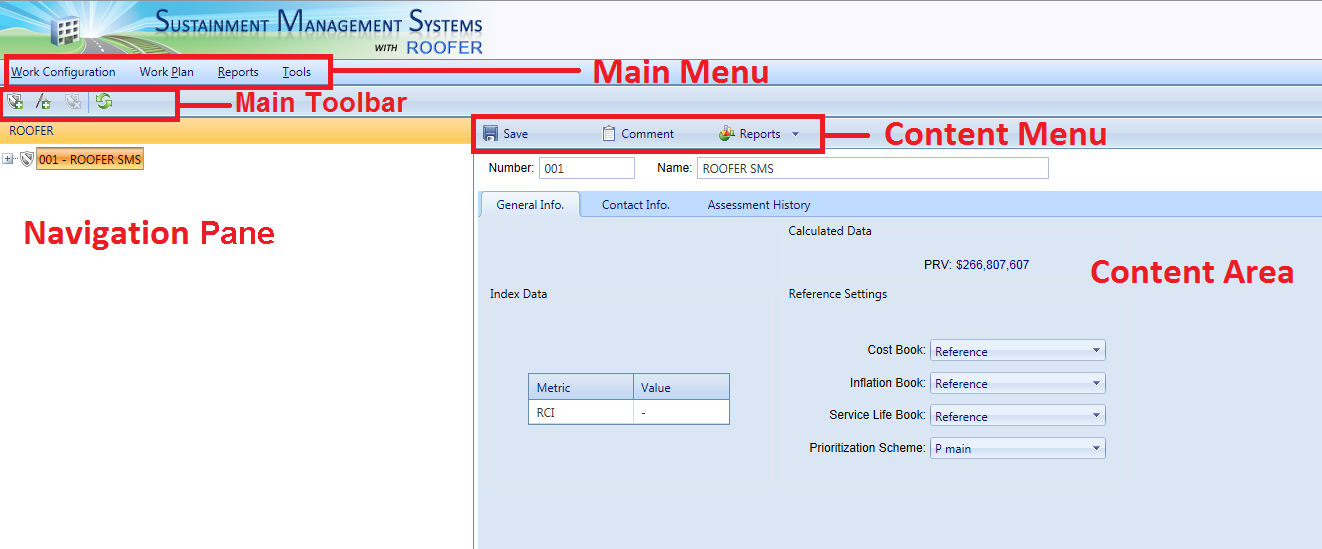 SUSTAINMENT MANAGEMENT SYSTEMS
WITH ROOFER
Work Configuration Work Plan Reports Tools
Main Menu
Main Toolbar
ROOFER
Save Comment Reports
Content Menu
001 - ROOFER SMS
Number: 001 Name: ROOFER SMS
General Info. Contact Info. Assessment History
Navigation Pane
Calculated Data
PRV: $266,807,607
Content Area
Index Data
Reference Settings
Cost Book: Reference
Inflation Book: Reference
Metric Value
RCI -
Service Life Book: Reference
Prioritization Scheme: P main